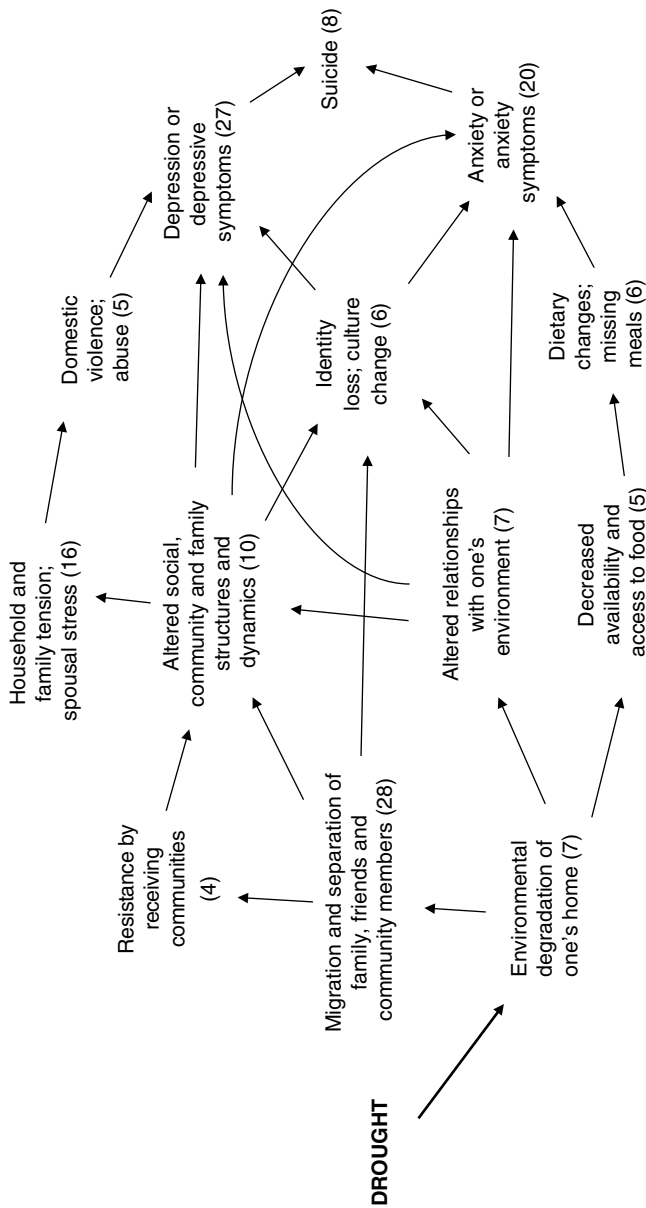 DROUGHT
Environmental
degradation of
one's home (7)
Migration and separation of
family, friends and
community members (28)
Resistance by
receiving
communities
(4)
Household and
family tension;
spousal stress (16)
Altered social,
community and family
structures and
dynamics (10)
Altered relationships
with one's
environment (7)
Decreased
availability and
access to food (5)
Domestic
violence;
abuse (5)
Identity
loss; culture
change (6)
Dietary
changes;
missing
meals (6)
Depression or
depressive
symptoms (27)
Anxiety or
anxiety
symptoms (20)
Suicide (8)